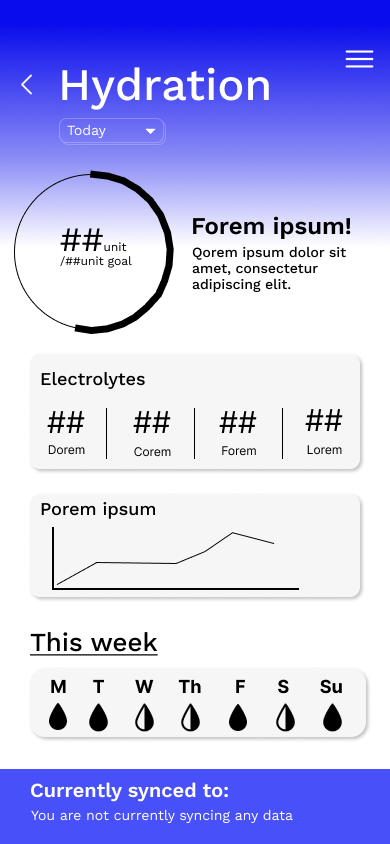 Hydration
Today
##unit
/##unit goal
Forem ipsum!
Qorem ipsum dolor sit
amet, consectetur
adipiscing elit.
Electrolytes
## ## ## ##
Dorem Corem Forem Lorem
Porem ipsum
This week
M T W Th F S Su
Currently synced to:
You are not currently syncing any data